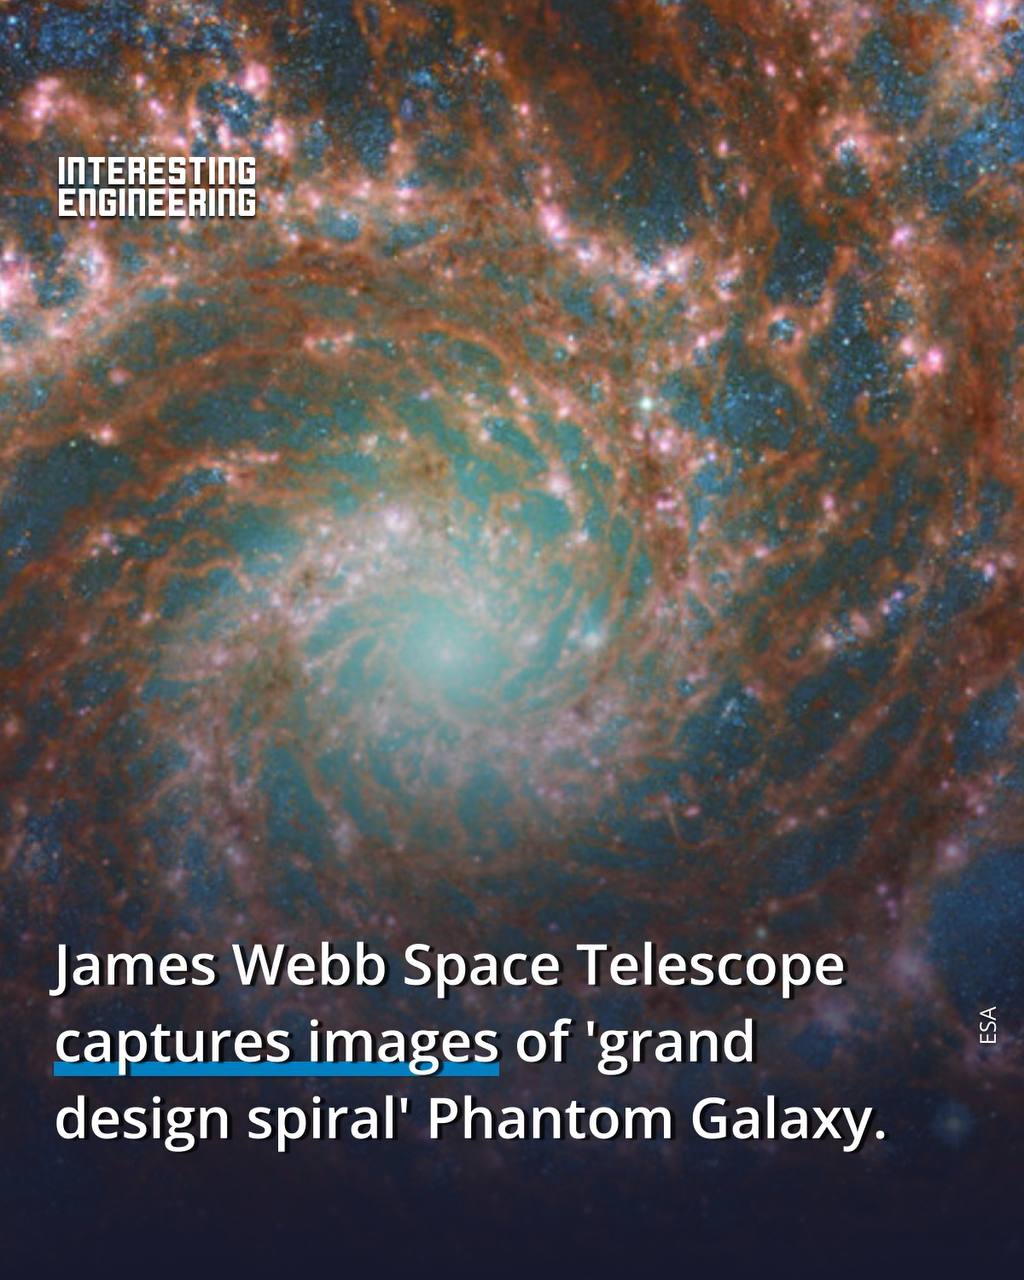 INTERESTING
ENGINEERING
James Webb Space Telescope
captures images of 'grand
design spiral' Phantom Galaxy.
ESA